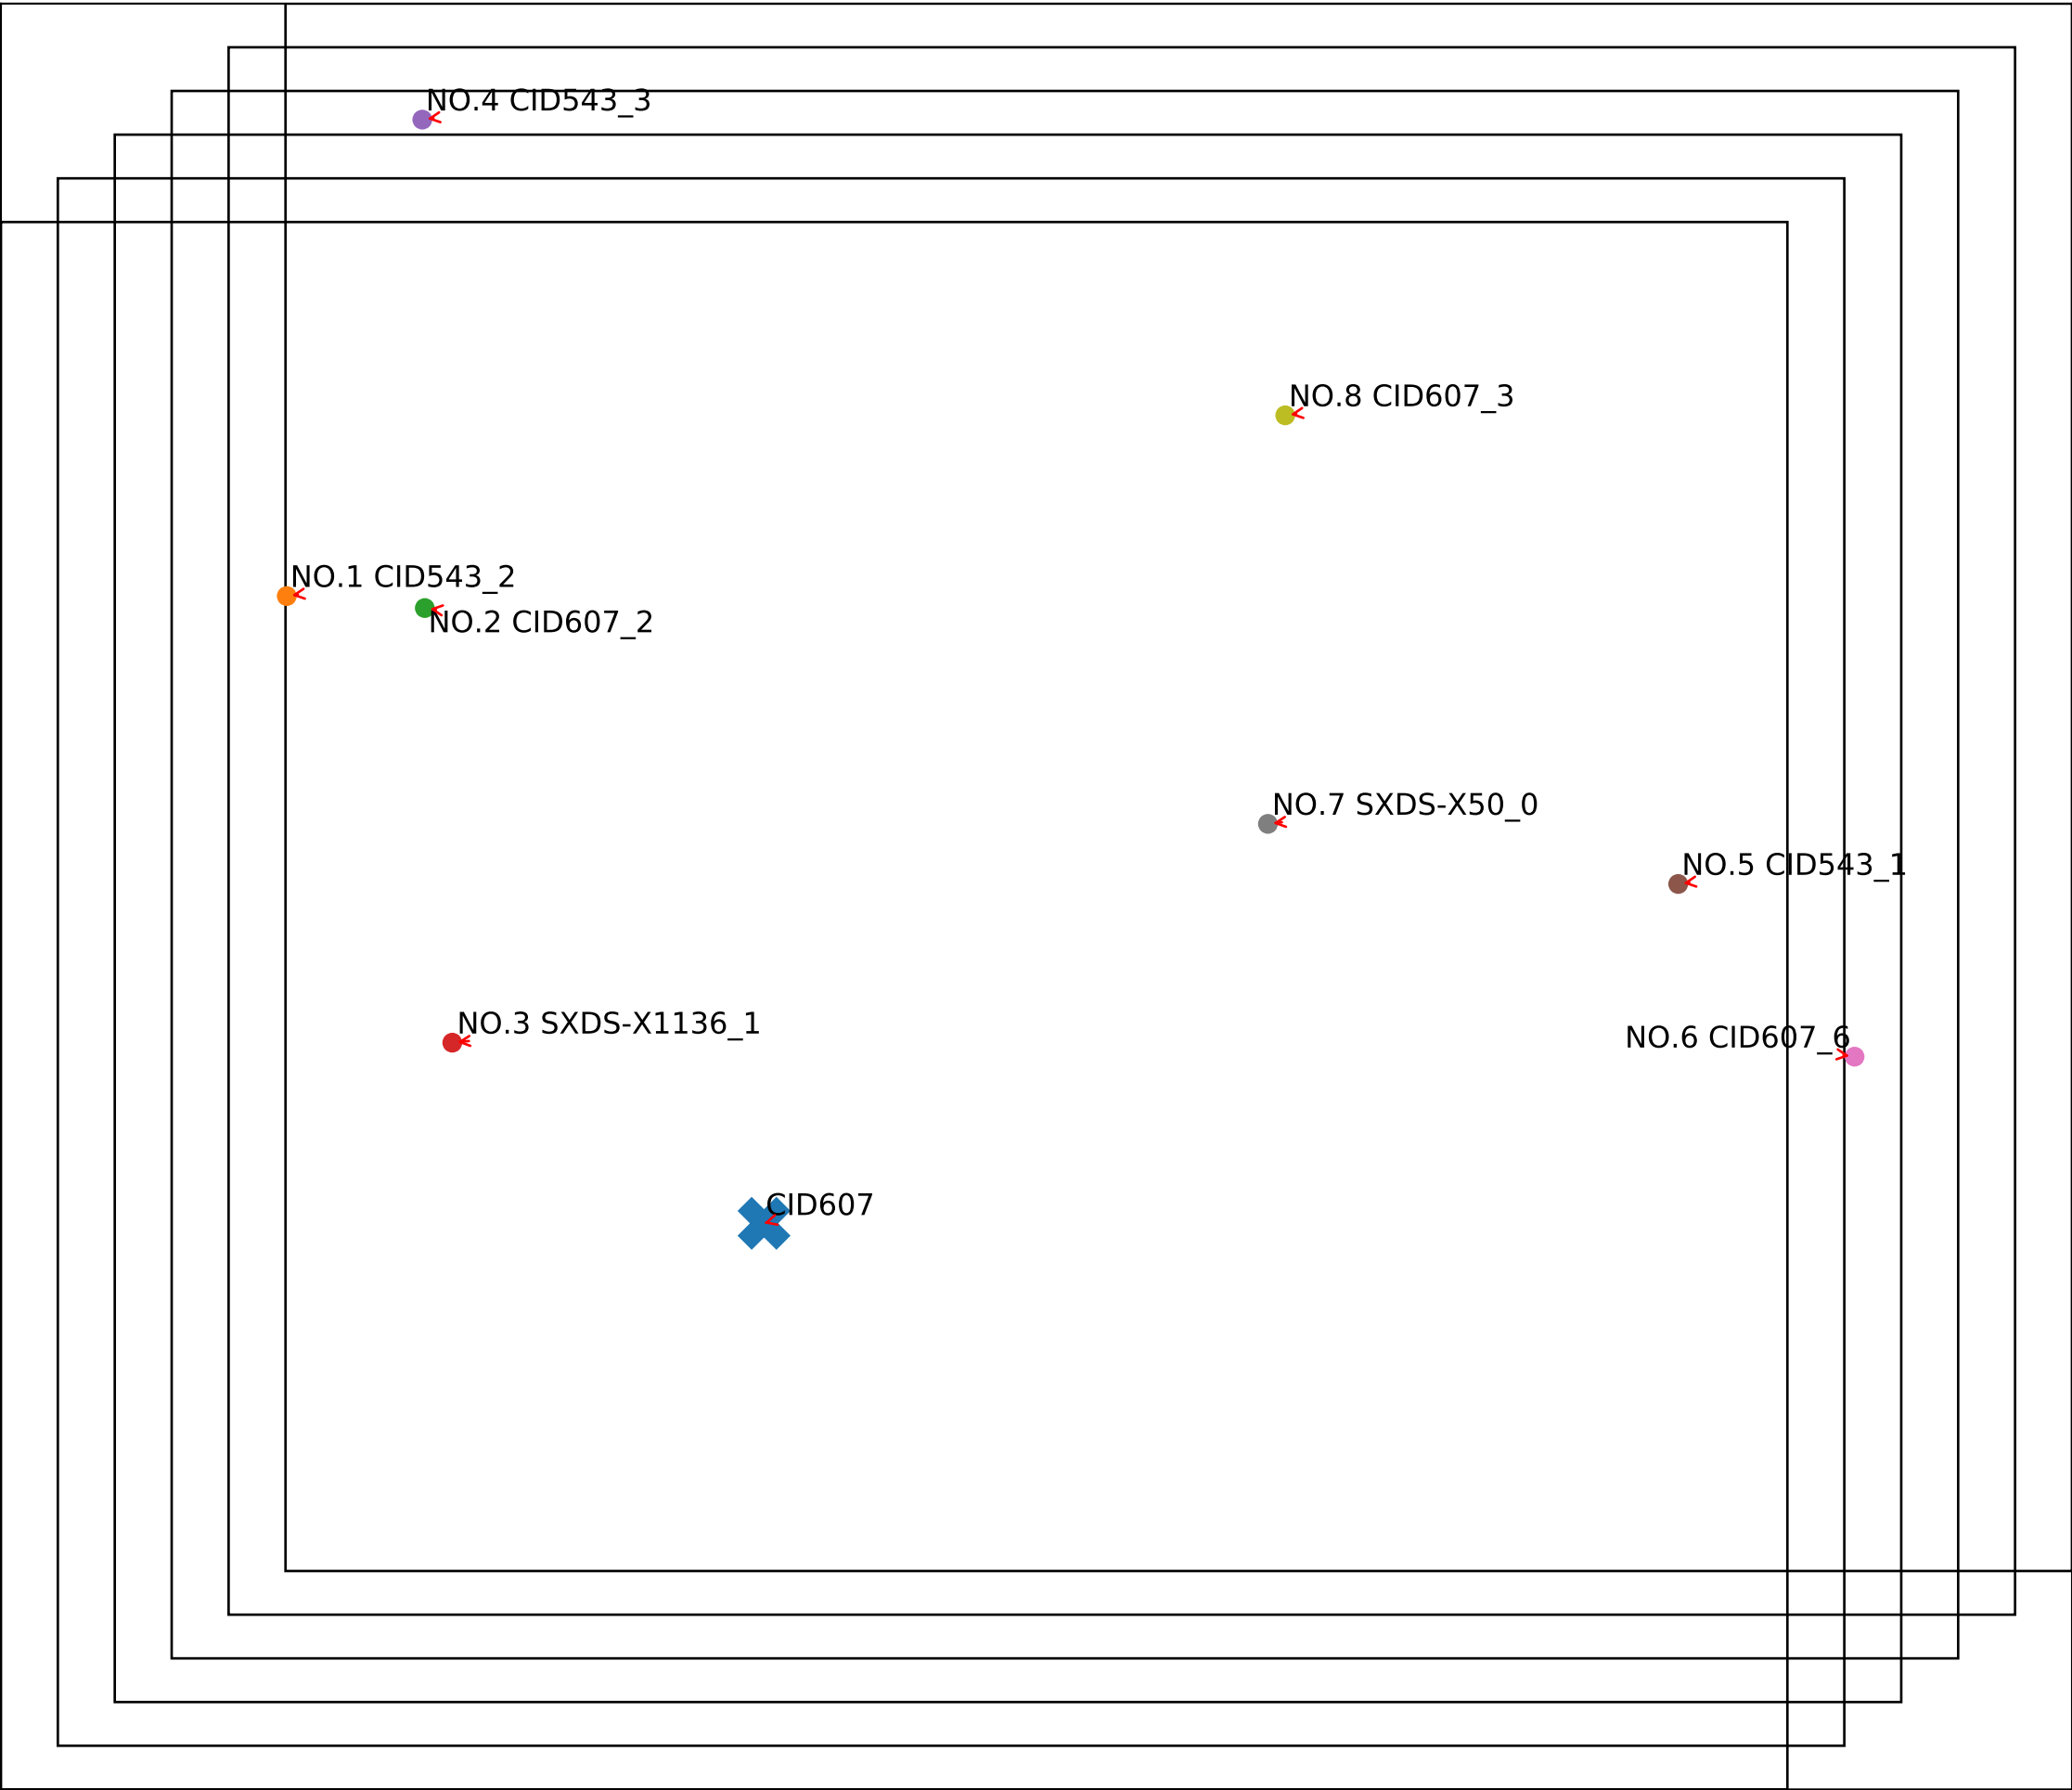 NO.4 CID543_3
NO.8 CID607_3
NO.1 CID543_2
NO.2 CID607_2
NO.7 SXDS-X50_0
NO.5 CID543_1
NO.3 SXDS-X1136_1
NO.6 CID607_6
CID607